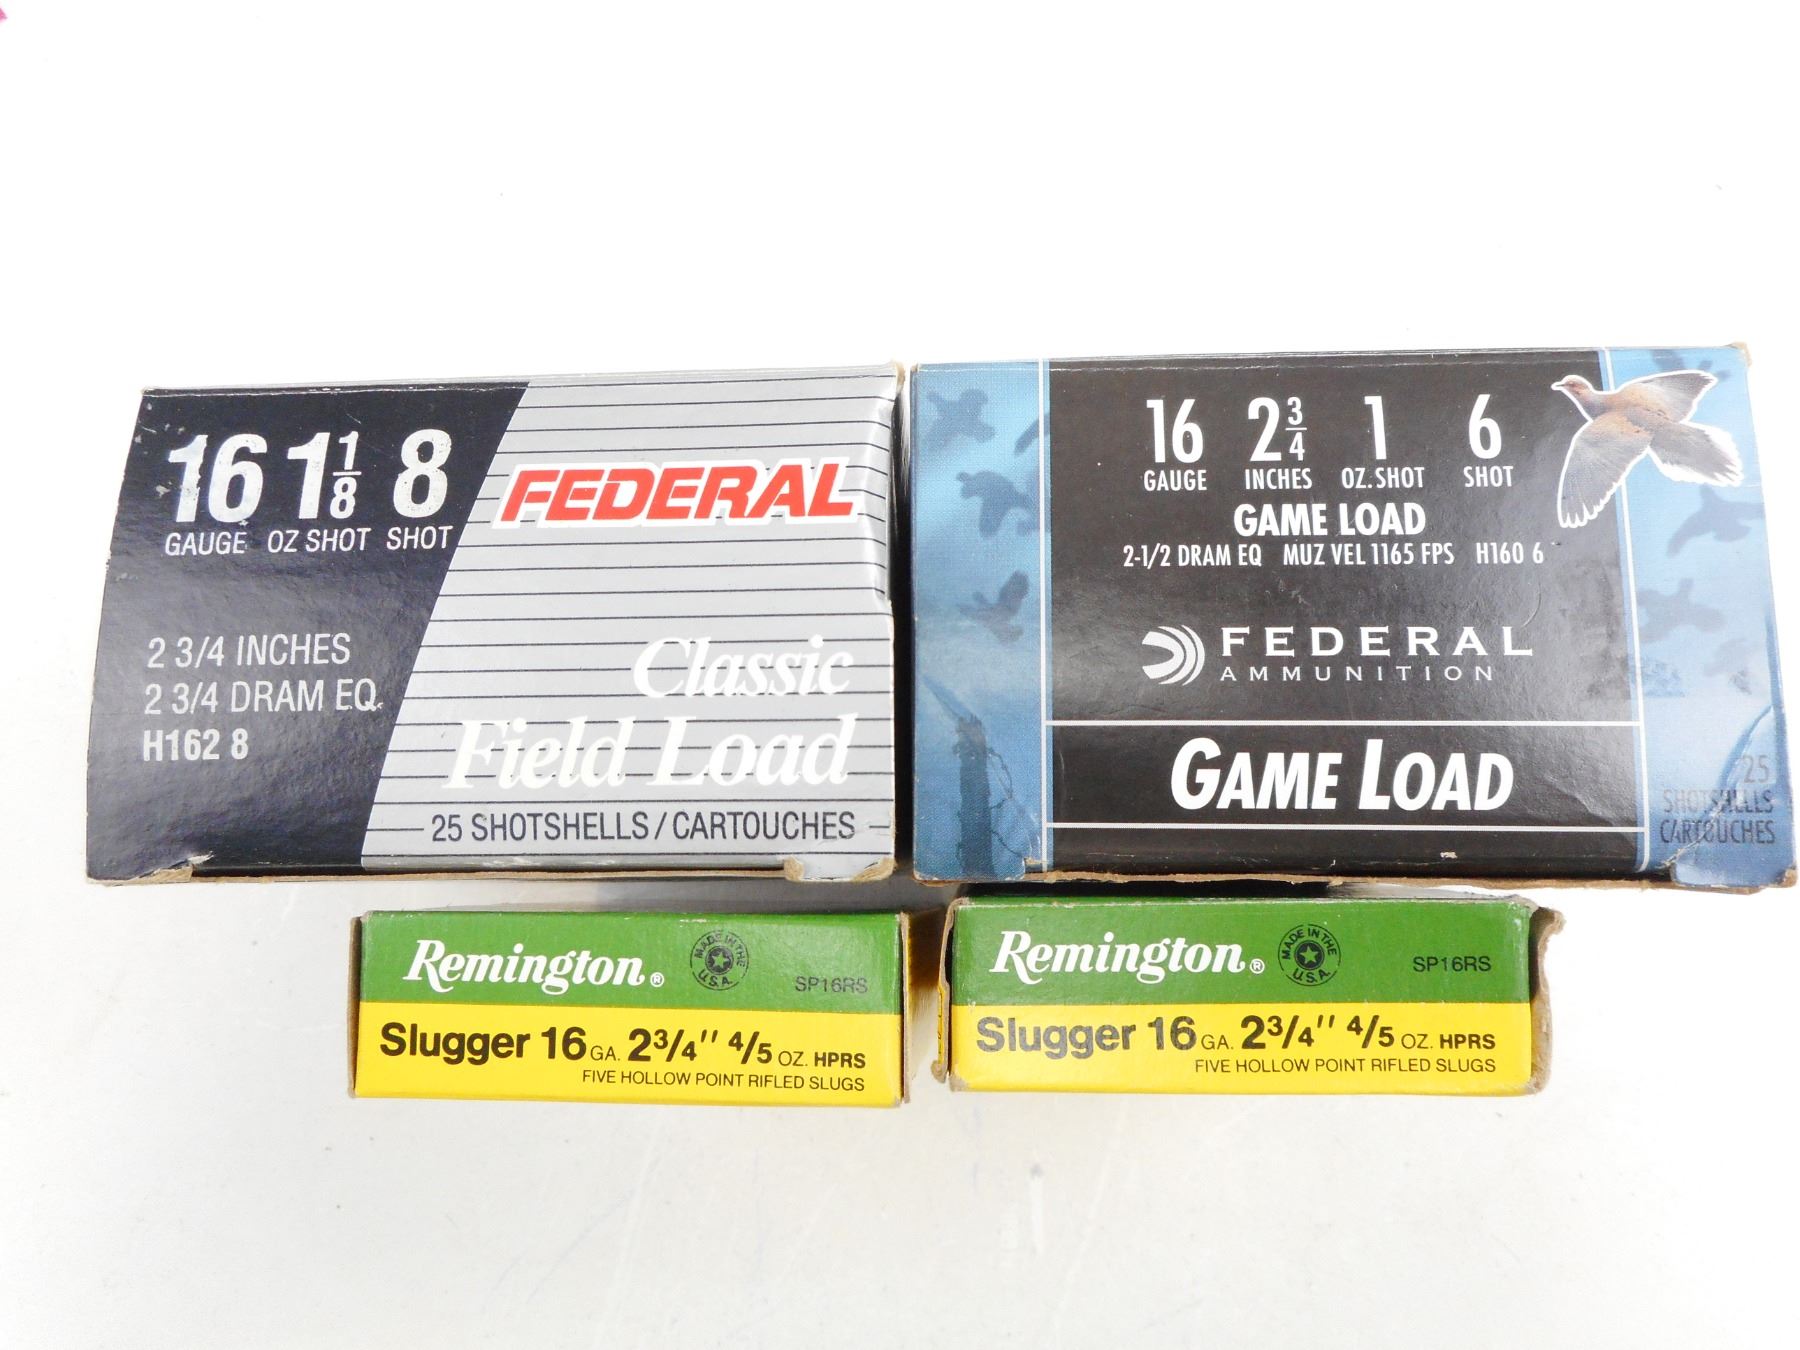 16 1 1/8 8
GAUGE OZ SHOT SHOT
FEDERAL
2 3/4 INCHES
2 3/4 DRAM EQ.
H162 8
Classic
Field Load
25 SHOTSHELLS / CARTOUCHES
16 2 3/4 1 6
GAUGE INCHES OZ. SHOT SHOT
GAME LOAD
2-1/2 DRAM EQ MUZ VEL 1165 FPS H160 6
FEDERAL
AMMUNITION
GAME LOAD
25
SHOTSHELLS
CARTOUCHES
Remington® MADE IN THE U.S.A. SP16RS
Slugger 16 GA. 2 3/4" 4/5 OZ. HPRS
FIVE HOLLOW POINT RIFLED SLUGS
Remington® MADE IN THE U.S.A. SP16RS
Slugger 16 GA. 2 3/4" 4/5 OZ. HPRS
FIVE HOLLOW POINT RIFLED SLUGS